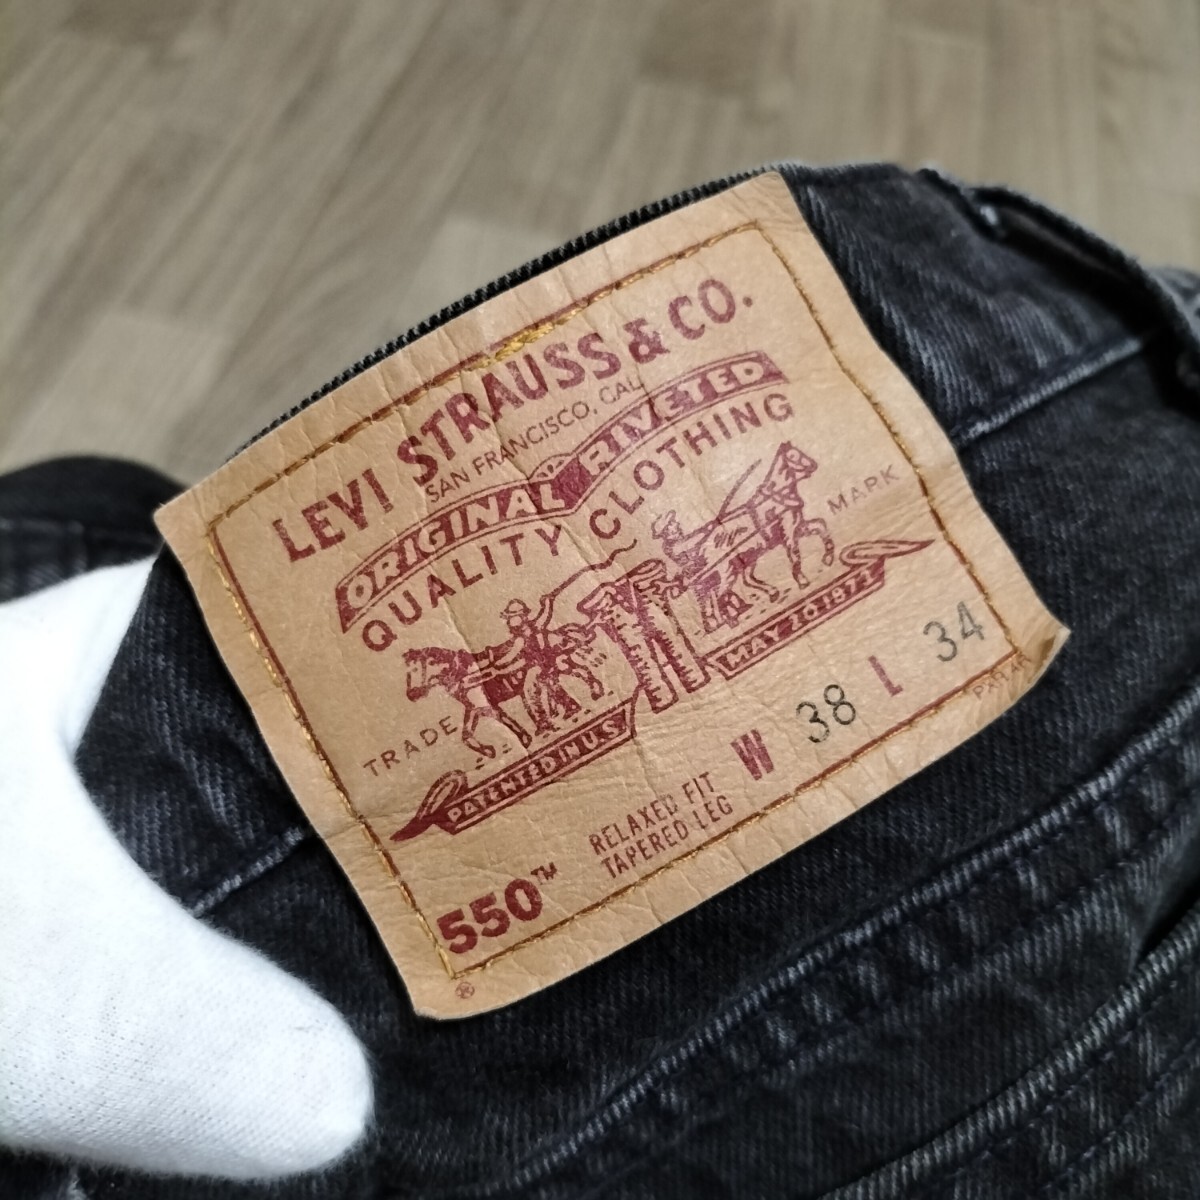 LEVI STRAUSS & CO.
SAN FRANCISCO, CAL.
ORIGINAL RIVETED
QUALITY CLOTHING
TRADE MARK
PATENTED IN U.S.
MAY 20 1873
550™ RELAXED FIT
TAPERED LEG
W 38 L 34
®